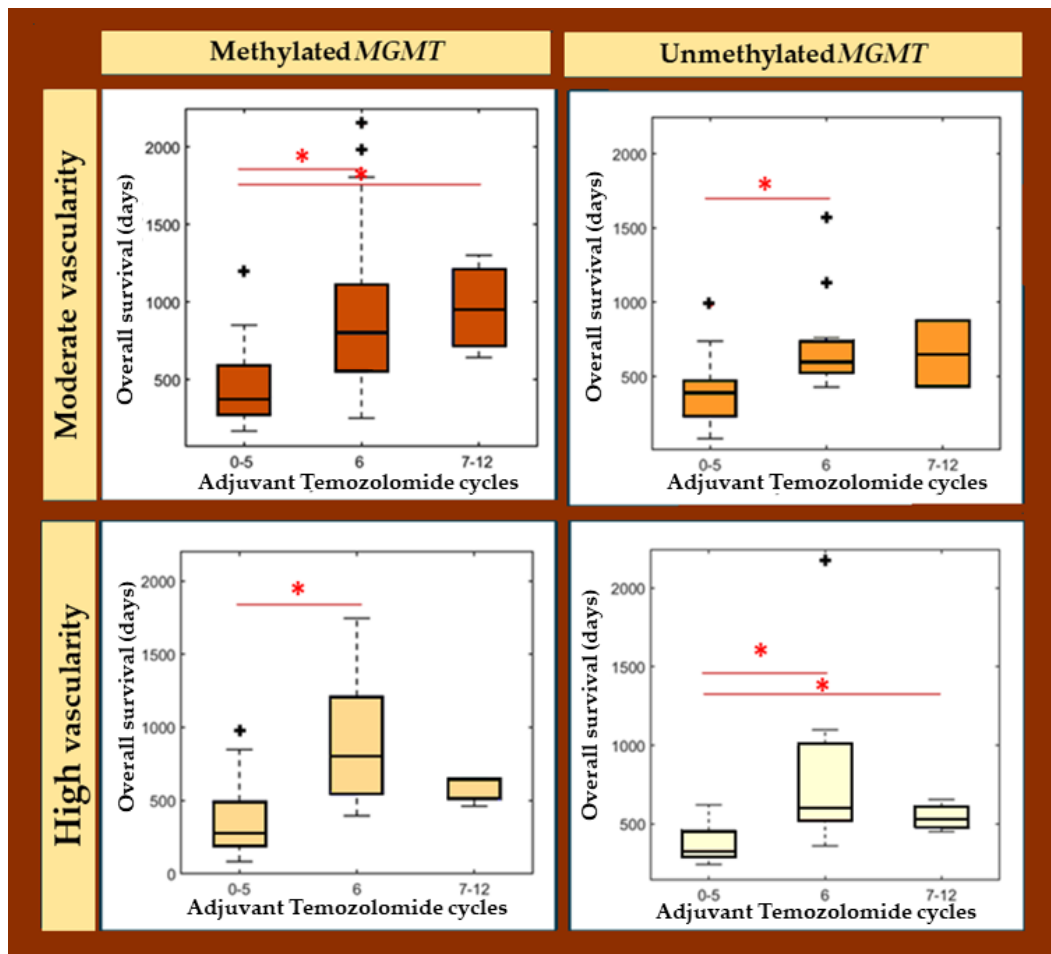 Methylated MGMT
Unmethylated MGMT
Moderate vascularity
Overall survival (days)
2000
1500
1000
500
*
*
0-5 6 7-12
Adjuvant Temozolomide cycles
Overall survival (days)
2000
1500
1000
500
*
0-5 6 7-12
Adjuvant Temozolomide cycles
High vascularity
Overall survival (days)
2000
1500
1000
500
0
*
0-5 6 7-12
Adjuvant Temozolomide cycles
Overall survival (days)
2000
1500
1000
500
*
*
0-5 6 7-12
Adjuvant Temozolomide cycles